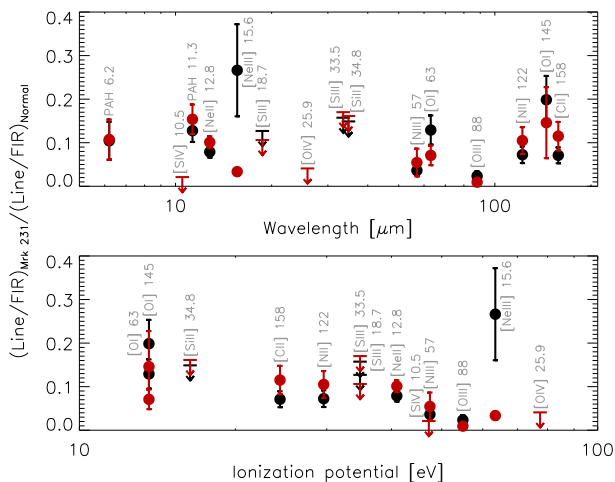 (Line/FIR)Mrk 231/(Line/FIR)Normal
0.4
0.3
0.2
0.1
0.0
PAH 6.2
[SIV] 10.5
PAH 11.3
[NeII] 12.8
[NeIII] 15.6
[SIII] 18.7
[OIV] 25.9
[SIII] 33.5
[SiII] 34.8
[NIII] 57
[OI] 63
[OIII] 88
[NII] 122
[OI] 145
[CII] 158
10
100
Wavelength [μm]
0.4
0.3
0.2
0.1
0.0
[OI] 63
[OI] 145
[SiII] 34.8
[CII] 158
[NII] 122
[SIII] 33.5
[SIII] 18.7
[NeII] 12.8
[SIV] 10.5
[NIII] 57
[OIII] 88
[NeIII] 15.6
[OIV] 25.9
10
100
Ionization potential [eV]